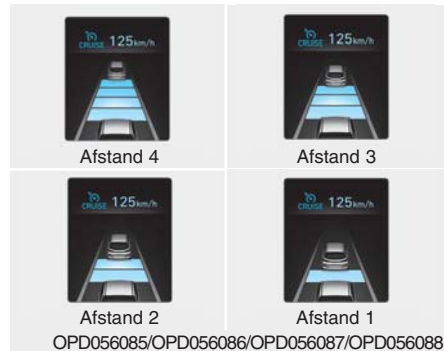 CRUISE 125km/h
CRUISE 125km/h
Afstand 4
Afstand 3
CRUISE 125km/h
CRUISE 125km/h
Afstand 2
Afstand 1
OPD056085/OPD056086/OPD056087/OPD056088